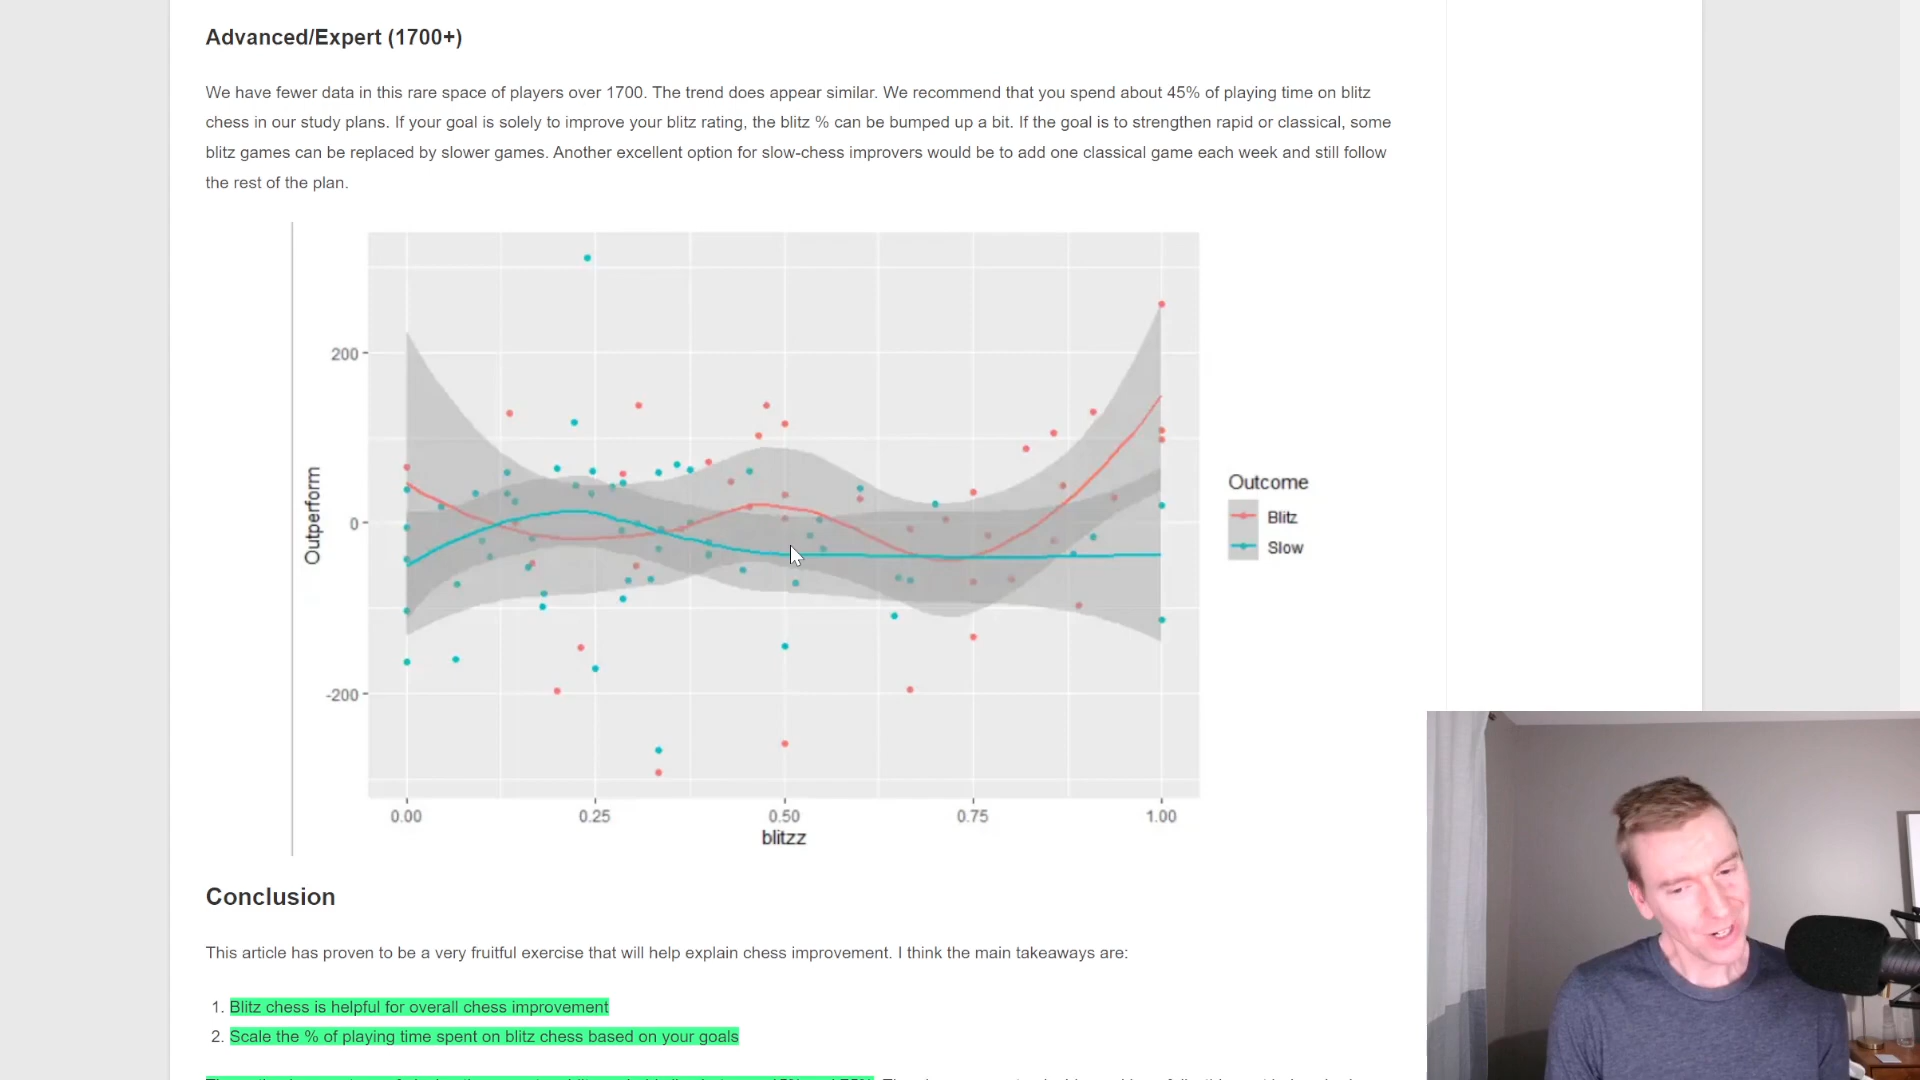 Advanced/Expert (1700+)
We have fewer data in this rare space of players over 1700. The trend does appear similar. We recommend that you spend about 45% of playing time on blitz
chess in our study plans. If your goal is solely to improve your blitz rating, the blitz % can be bumped up a bit. If the goal is to strengthen rapid or classical, some
blitz games can be replaced by slower games. Another excellent option for slow-chess improvers would be to add one classical game each week and still follow
the rest of the plan.
Outperform
200
0
-200
0.00 0.25 0.50 0.75 1.00
blitzz
Outcome
Blitz
Slow
Conclusion
This article has proven to be a very fruitful exercise that will help explain chess improvement. I think the main takeaways are:
1. Blitz chess is helpful for overall chess improvement
2. Scale the % of playing time spent on blitz chess based on your goals